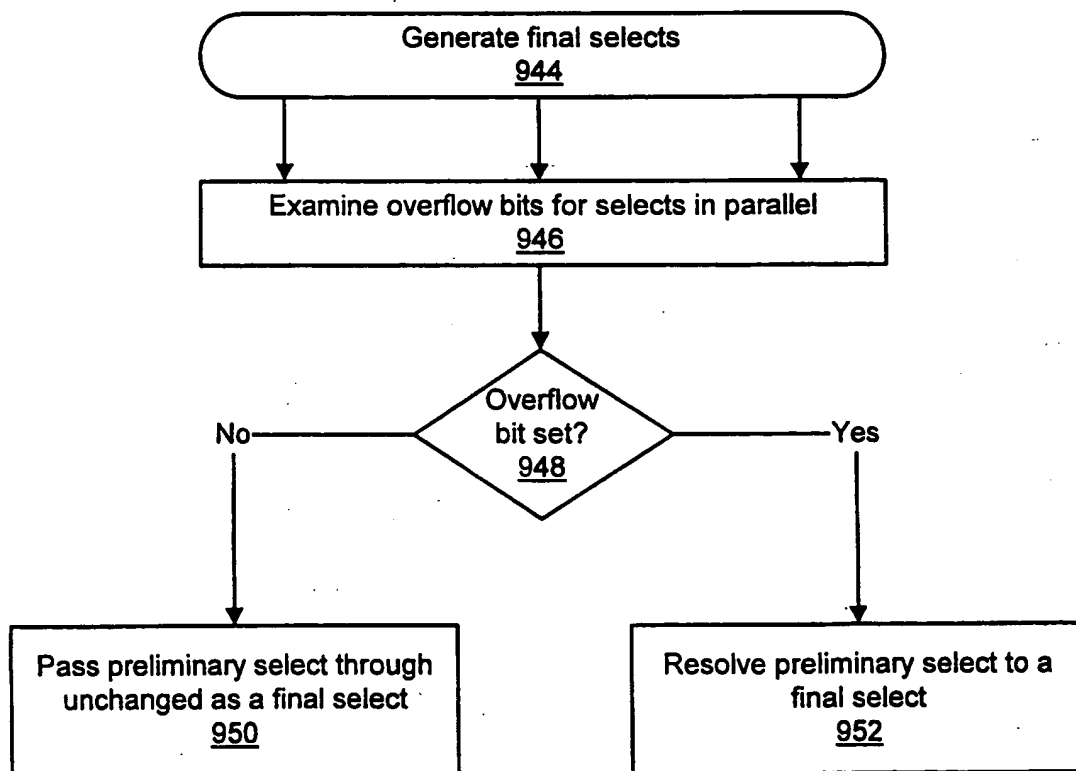 Generate final selects
944
Examine overflow bits for selects in parallel
946
Overflow
bit set?
948
No
Yes
Pass preliminary select through
unchanged as a final select
950
Resolve preliminary select to a
final select
952